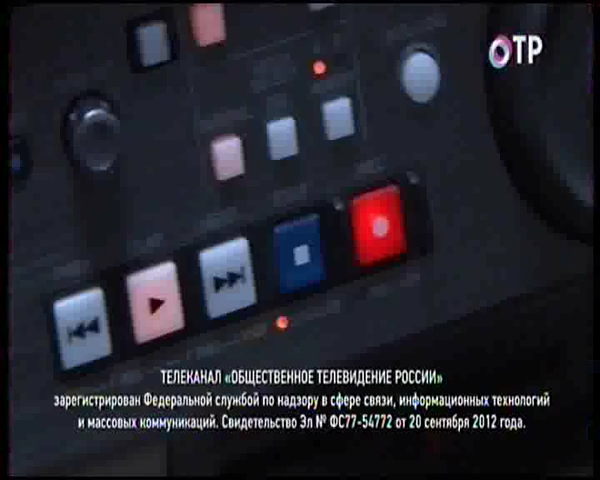 ОТР
ТЕЛЕКАНАЛ «ОБЩЕСТВЕННОЕ ТЕЛЕВИДЕНИЕ РОССИИ»
зарегистрирован Федеральной службой по надзору в сфере связи, информационных технологий
и массовых коммуникаций. Свидетельство Эл № ФС77-54772 от 20 сентября 2012 года.